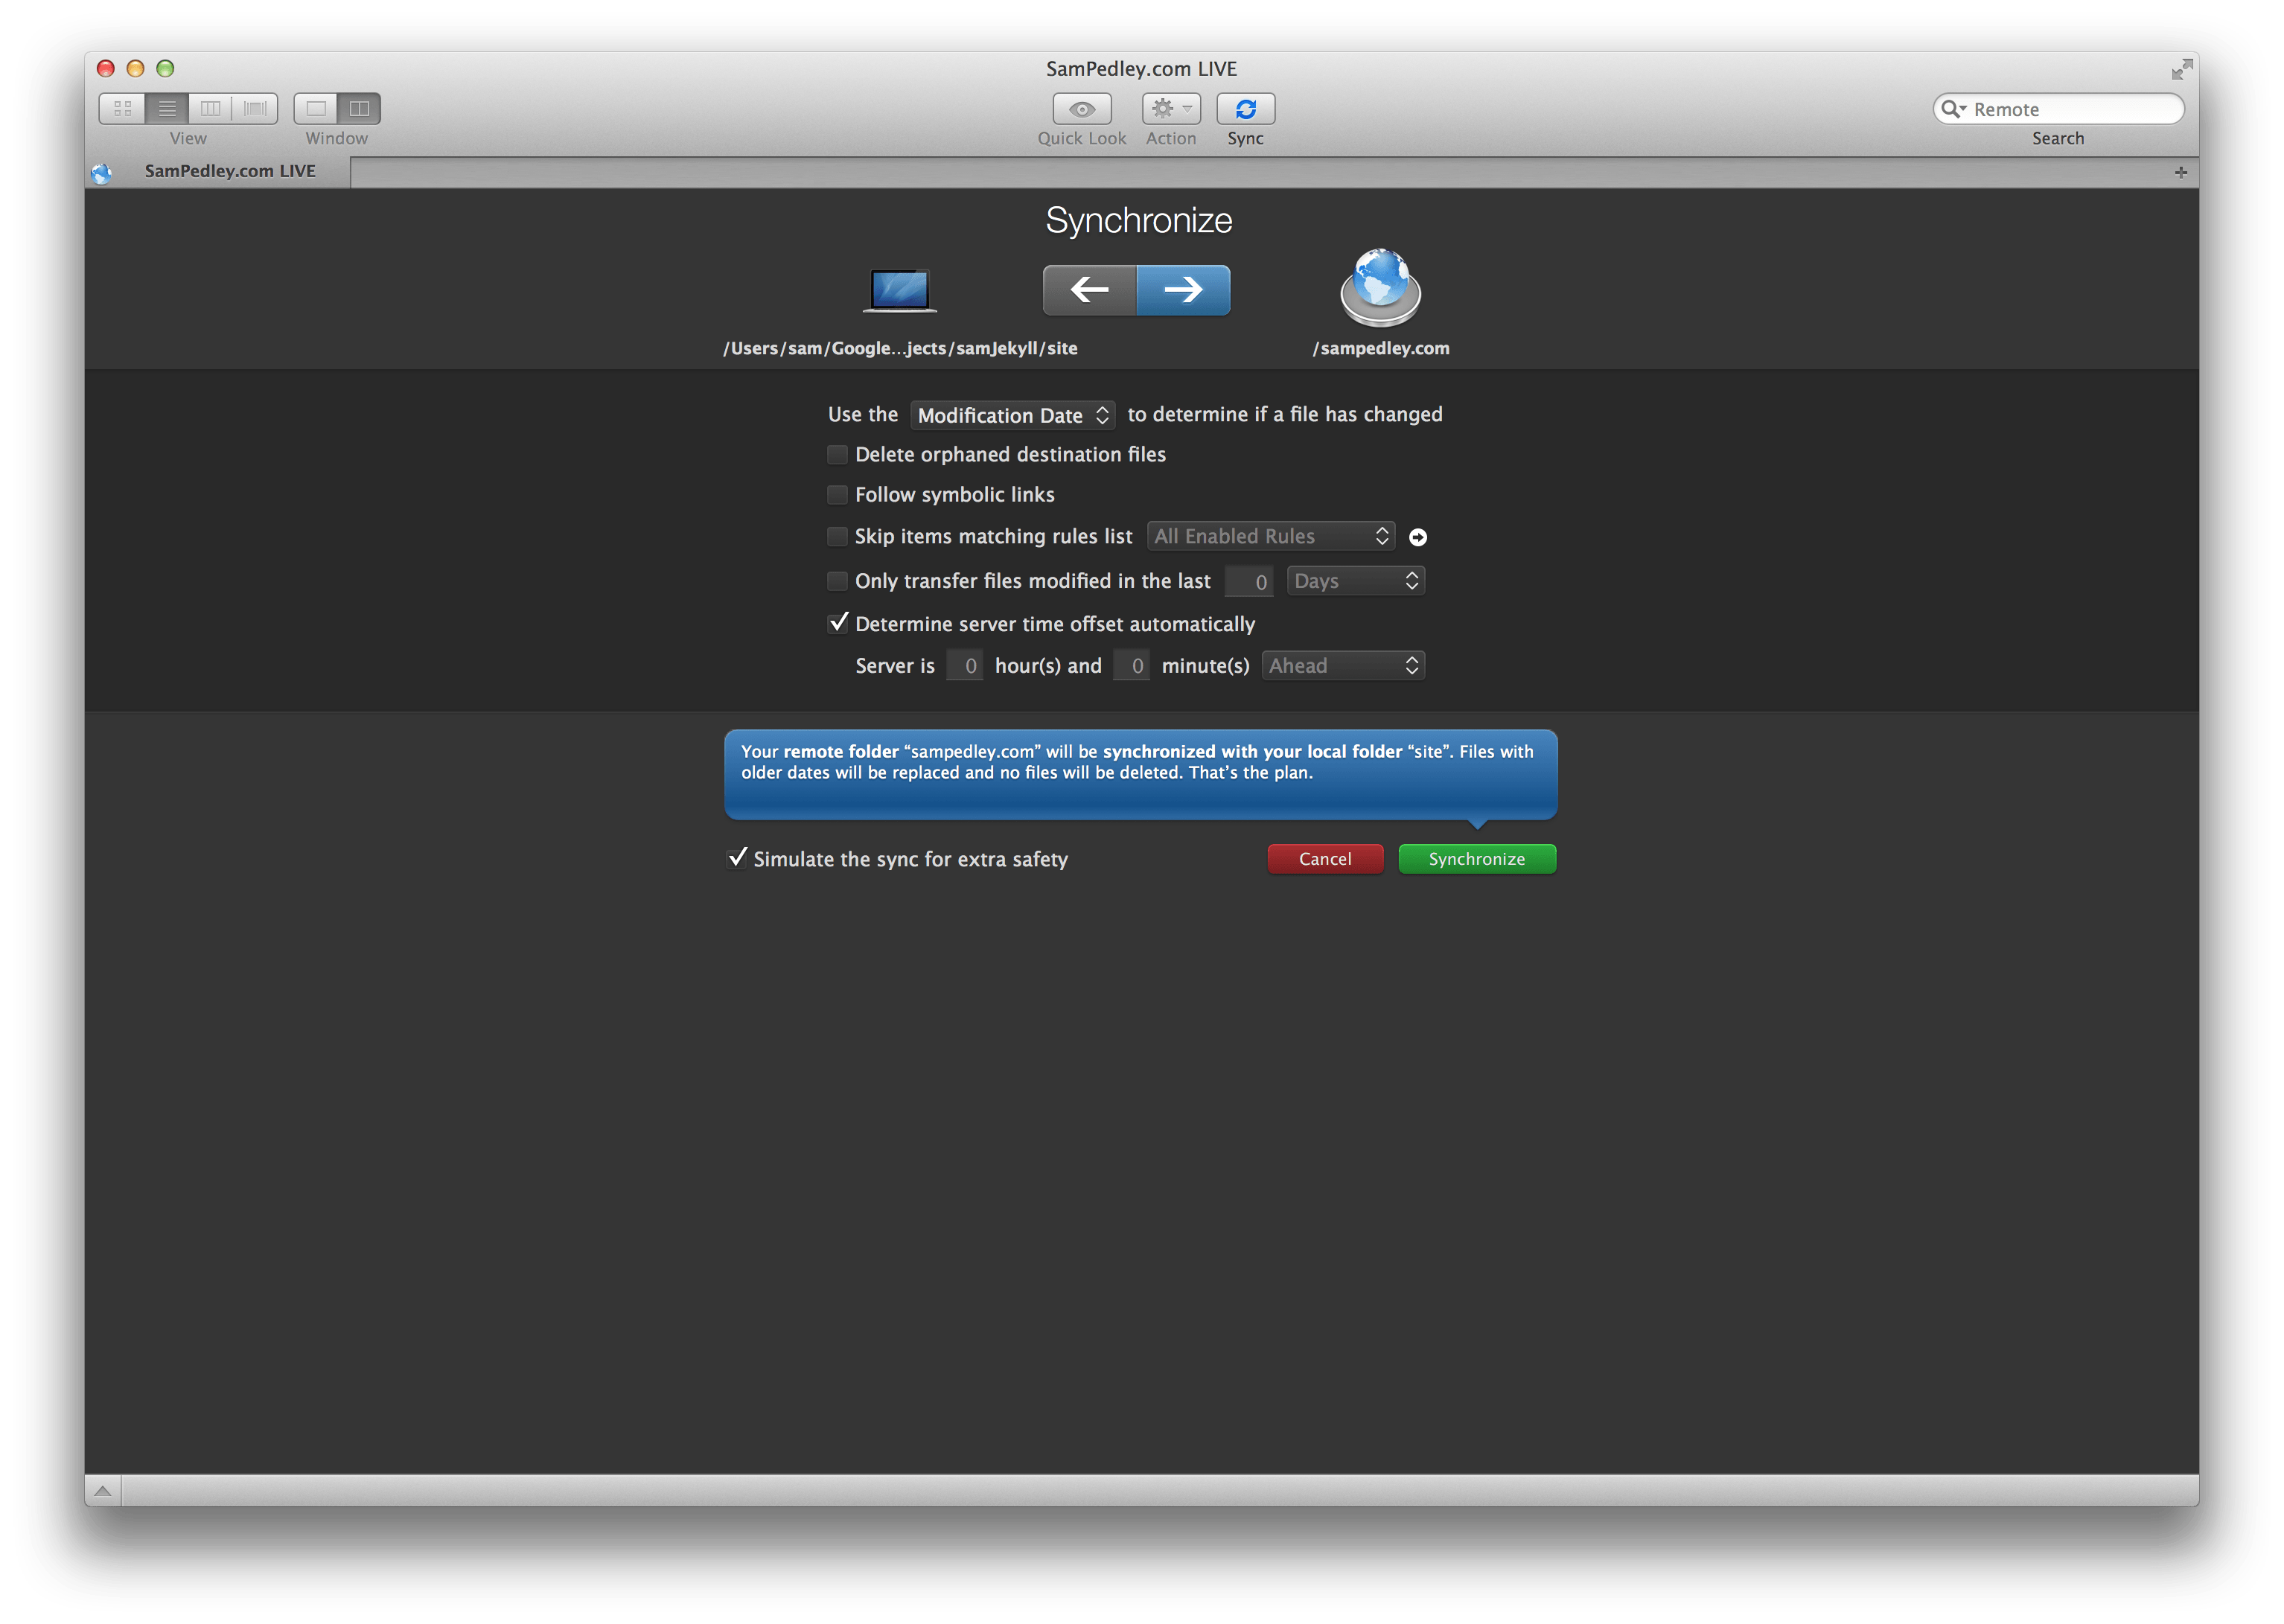 SamPedley.com LIVE
Remote
View
Window
Quick Look
Action
Sync
Search
SamPedley.com LIVE
Synchronize
/Users/sam/Google...jects/samJekyll/site
/sampedley.com
Use the Modification Date to determine if a file has changed
Delete orphaned destination files
Follow symbolic links
Skip items matching rules list All Enabled Rules
Only transfer files modified in the last 0 Days
Determine server time offset automatically
Server is 0 hour(s) and 0 minute(s) Ahead
Your remote folder “sampedley.com” will be synchronized with your local folder “site”. Files with
older dates will be replaced and no files will be deleted. That’s the plan.
Simulate the sync for extra safety
Cancel
Synchronize